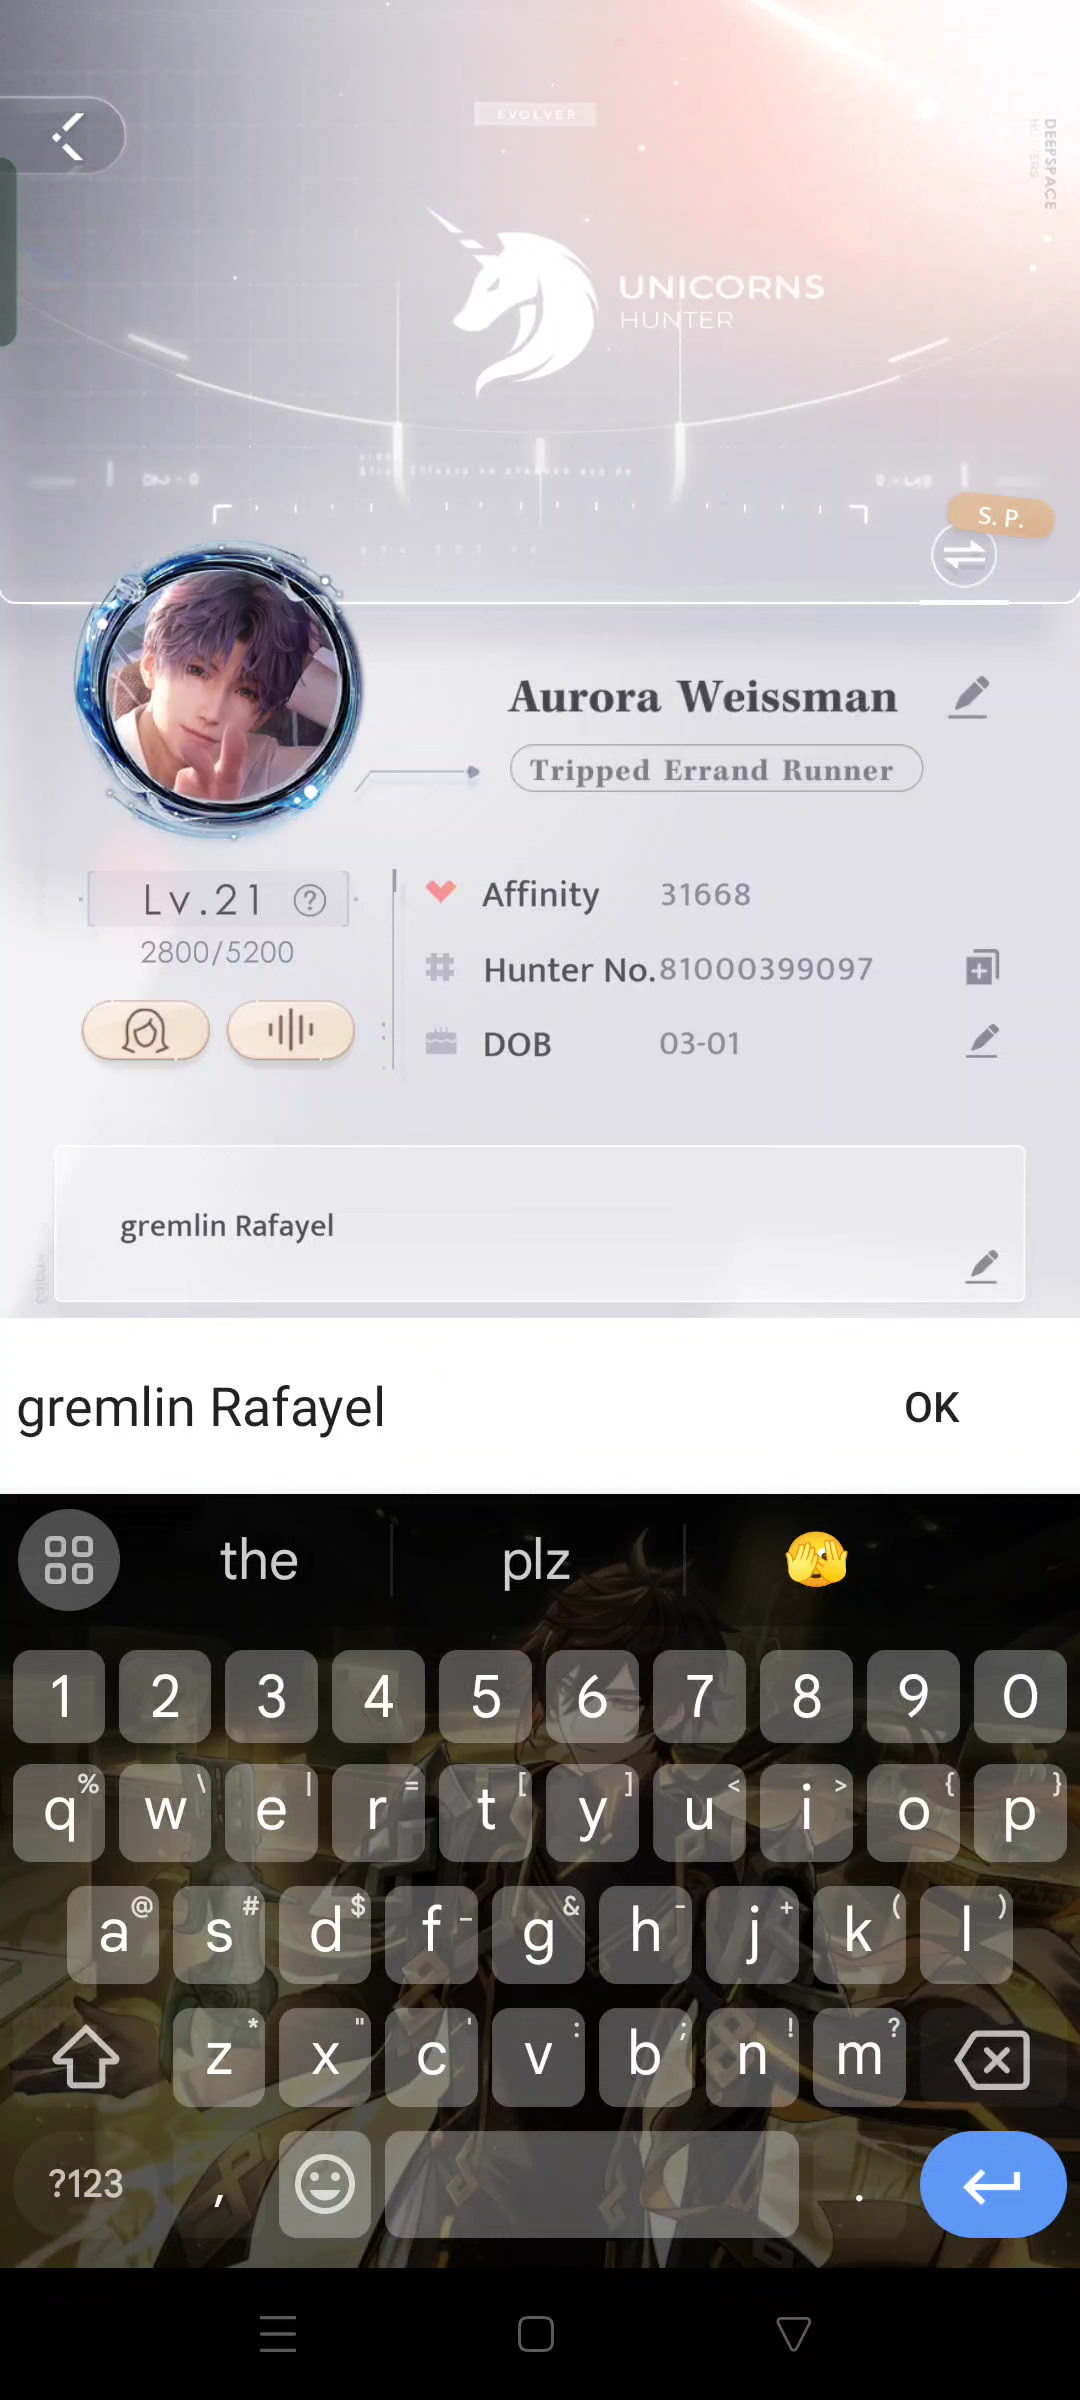 EVOLVER
DEEPSPACE
HUNTERS
UNICORNS
HUNTER
S. P.
Aurora Weissman
Tripped Errand Runner
Lv.21 ?
2800/5200
Affinity 31668
Hunter No. 81000399097
DOB 03-01
gremlin Rafayel
gremlin Rafayel OK
the plz 🫣
1 2 3 4 5 6 7 8 9 0
q% w\ e| r= t[ y] u< i> o{ p}
a@ s# d$ f_ g& h- j+ k( l)
z* x" c' v: b; n! m?
?123 , .